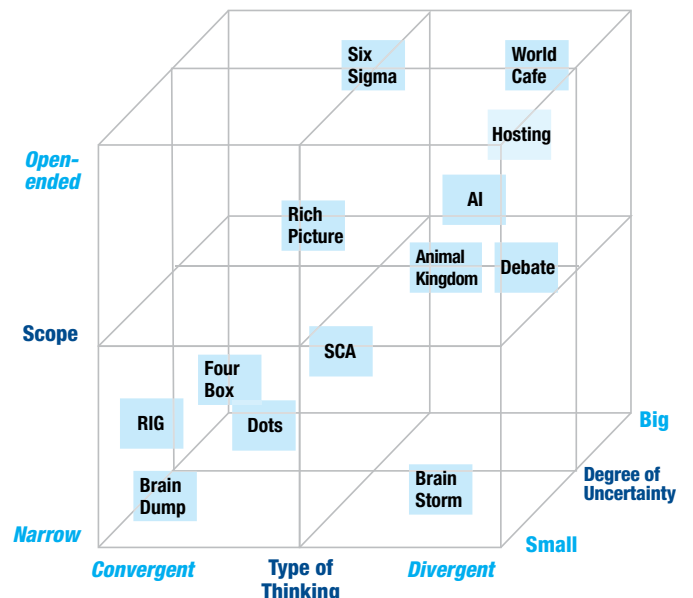 Six
Sigma
World
Cafe
Hosting
Open-
ended
AI
Rich
Picture
Animal
Kingdom
Debate
Scope
SCA
Four
Box
RIG
Dots
Big
Brain
Dump
Brain
Storm
Degree of
Uncertainty
Narrow
Small
Convergent
Type of
Thinking
Divergent